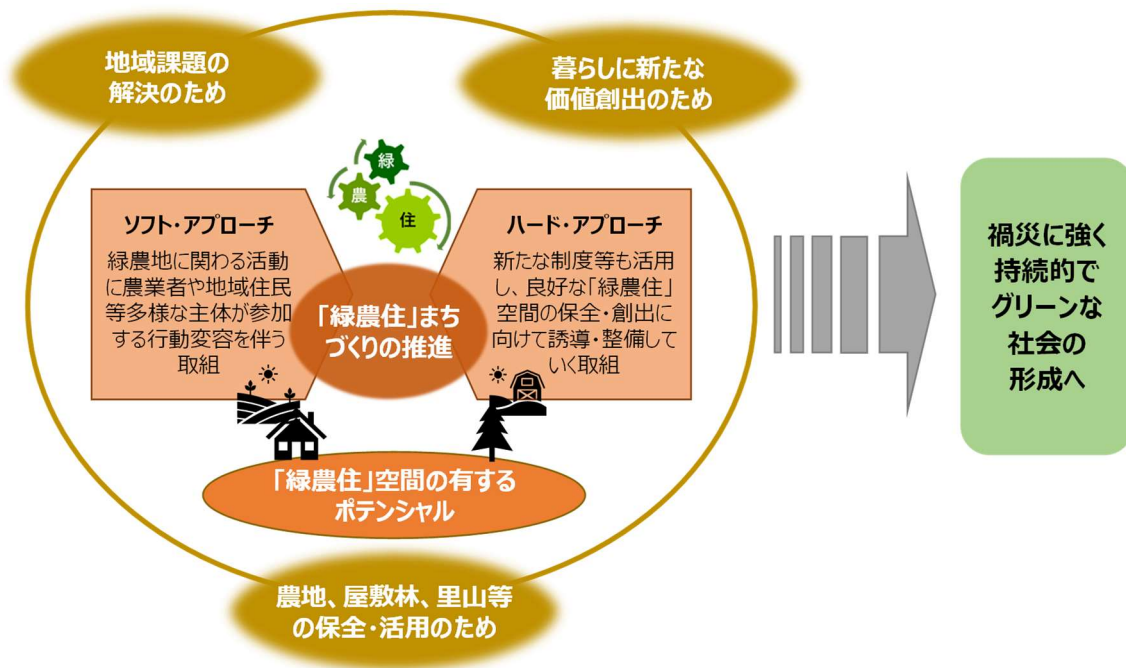 地域課題の
解決のため
暮らしに新たな
価値創出のため
緑
農
住
ソフト・アプローチ
緑農地に関わる活動
に農業者や地域住民
等多様な主体が参加
する行動変容を伴う
取組
ハード・アプローチ
新たな制度等も活用
し、良好な「緑農住」
空間の保全・創出に
向けて誘導・整備して
いく取組
「緑農住」まち
づくりの推進
「緑農住」空間の有する
ポテンシャル
農地、屋敷林、里山等
の保全・活用のため
禍災に強く
持続的で
グリーンな
社会の
形成へ